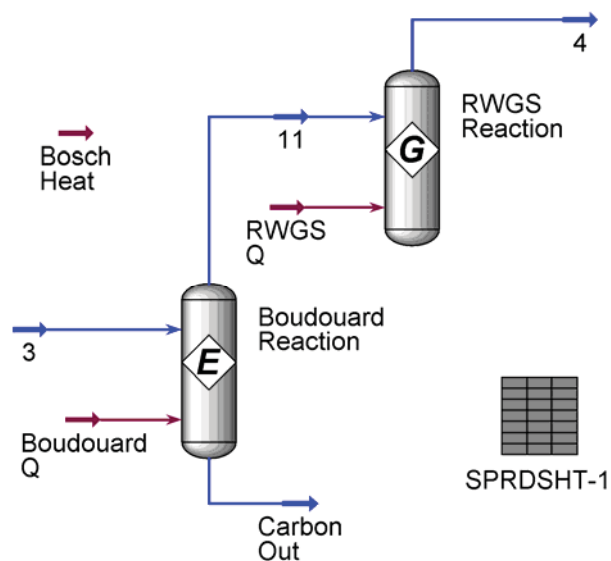 4
RWGS
Reaction
G
11
Bosch
Heat
RWGS
Q
Boudouard
Reaction
3
E
Boudouard
Q
SPRDSHT-1
Carbon
Out